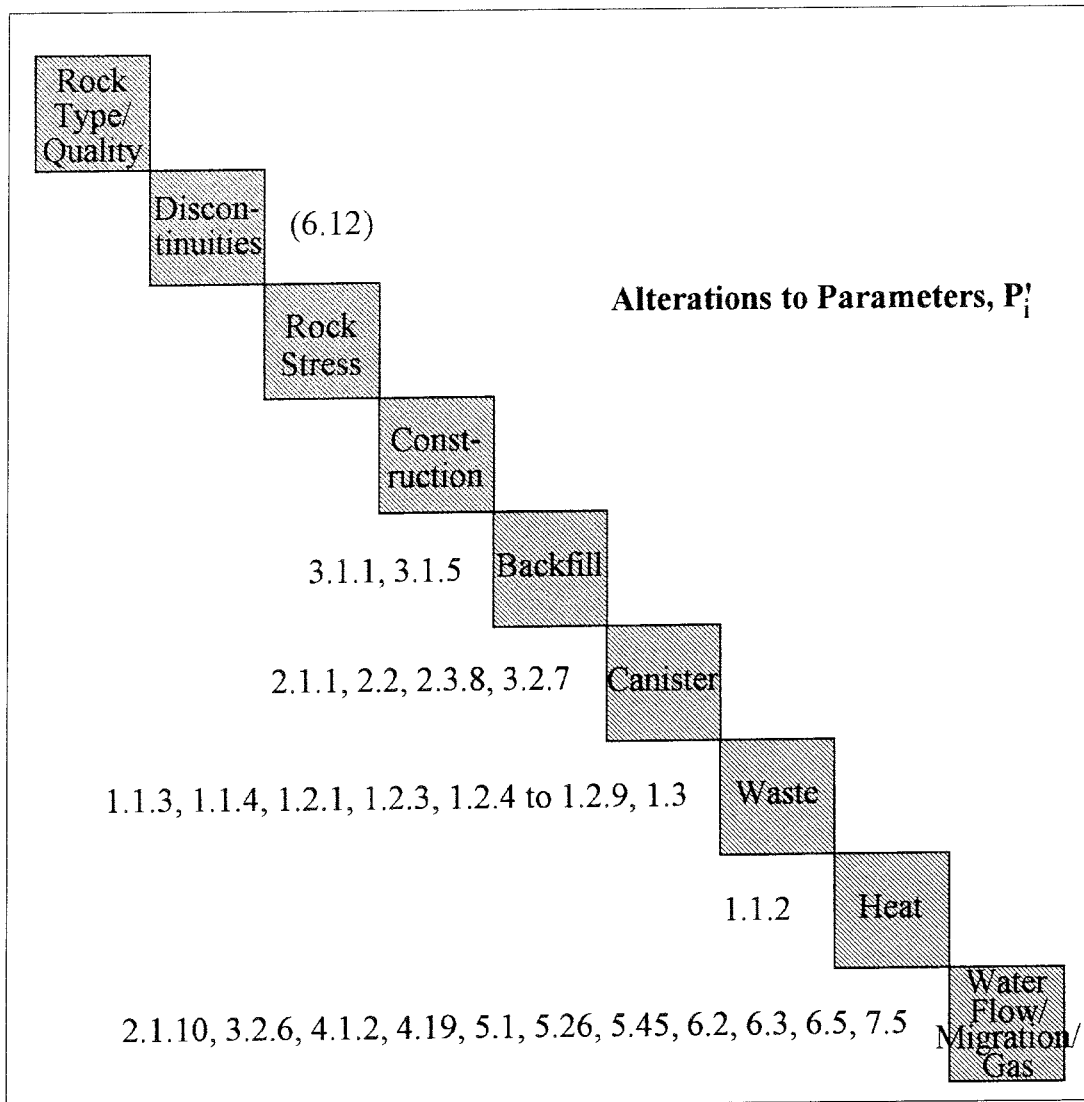 Rock
Type/
Quality
Discon-
tinuities
(6.12)
Alterations to Parameters, P'i
Rock
Stress
Const-
ruction
3.1.1, 3.1.5
Backfill
2.1.1, 2.2, 2.3.8, 3.2.7
Canister
1.1.3, 1.1.4, 1.2.1, 1.2.3, 1.2.4 to 1.2.9, 1.3
Waste
1.1.2
Heat
2.1.10, 3.2.6, 4.1.2, 4.19, 5.1, 5.26, 5.45, 6.2, 6.3, 6.5, 7.5
Water
Flow/
Migration/
Gas